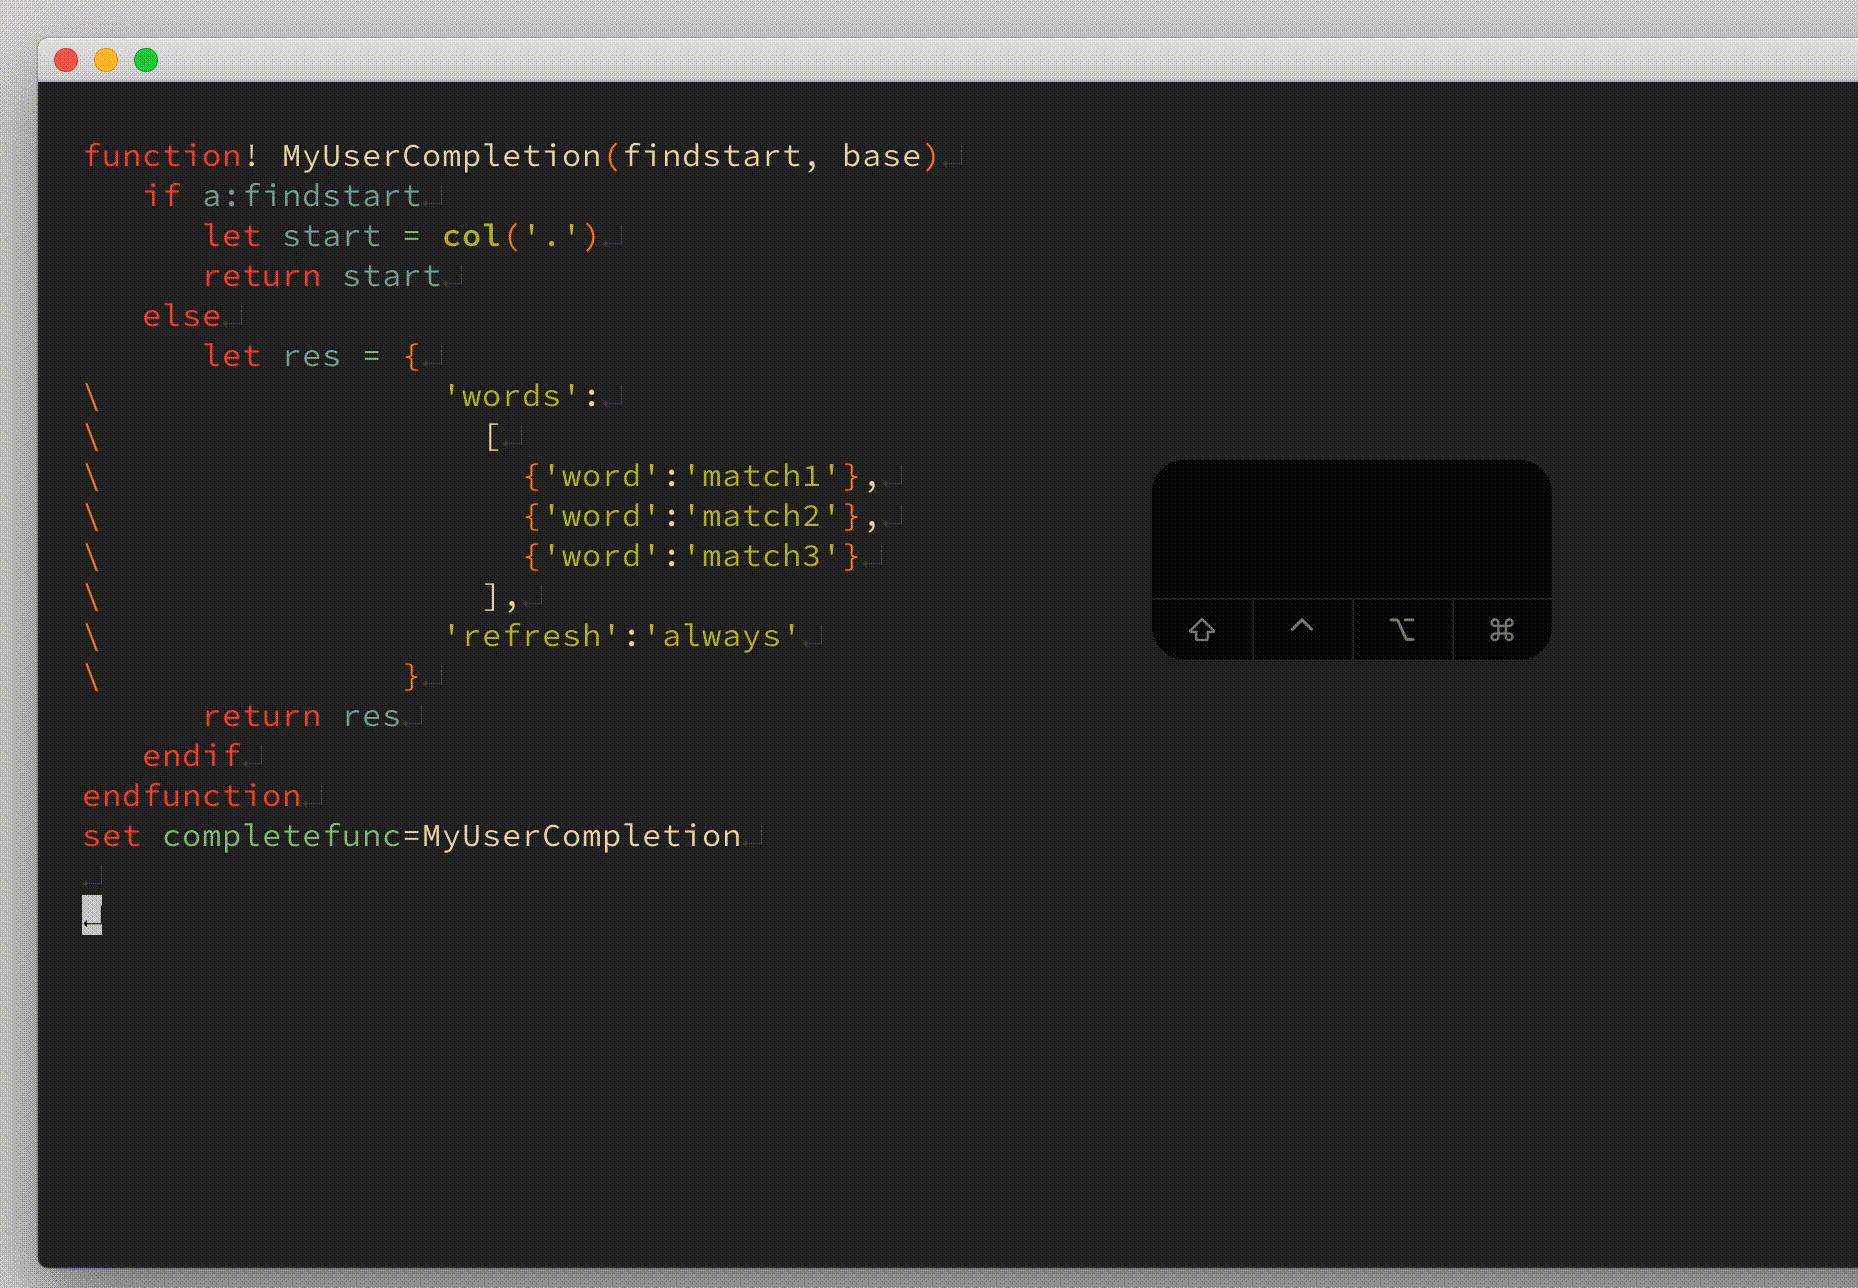 function! MyUserCompletion(findstart, base)
   if a:findstart
      let start = col('.')
      return start
   else
      let res = {
\                 'words':
\                   [
\                     {'word':'match1'},
\                     {'word':'match2'},
\                     {'word':'match3'}
\                   ],
\                 'refresh':'always'
\               }
      return res
   endif
endfunction
set completefunc=MyUserCompletion